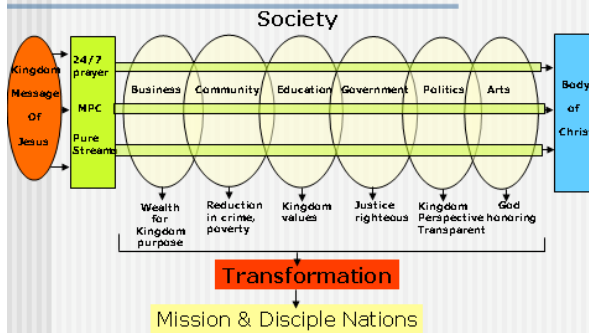 Society
Kingdom
Message
Of
Jesus
24/7
prayer
MPC
Pure
Streams
Business
Community
Education
Government
Politics
Arts
Body
of
Christ
Wealth
for
Kingdom
purpose
Reduction
in crime,
poverty
Kingdom
values
Justice
righteous
Kingdom
Perspective
Transparent
God
honoring
Transformation
Mission & Disciple Nations